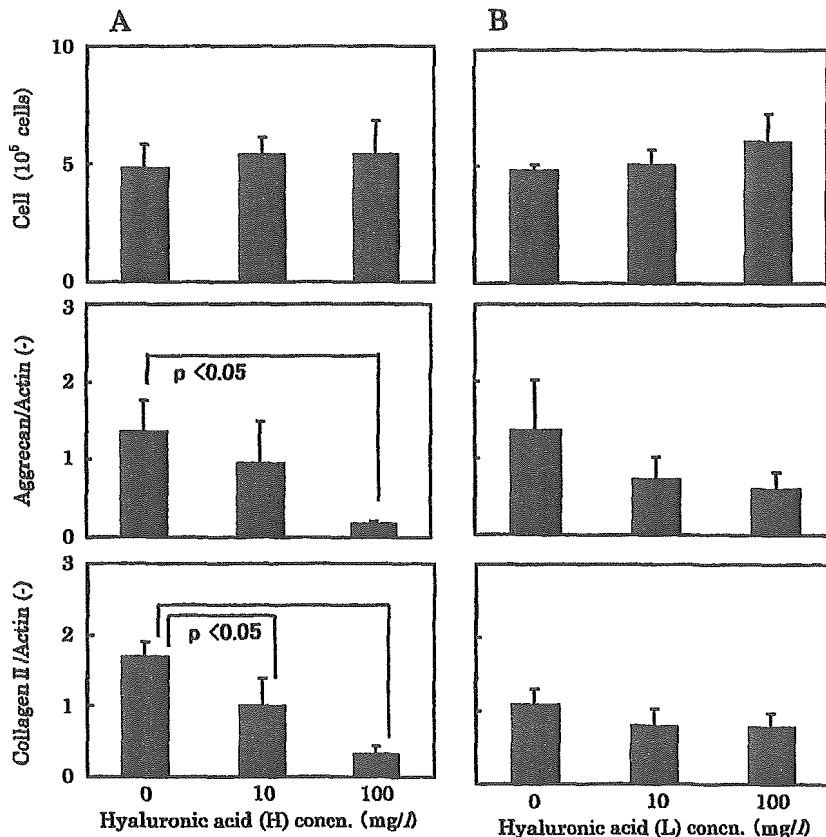 A
B
10
5
0
Cell (10⁵ cells)
3
2
1
0
Aggrecan/Actin (-)
p <0.05
3
2
1
0
Collagen II/Actin (-)
p <0.05
0 10 100
Hyaluronic acid (H) concn. (mg/l)
0 10 100
Hyaluronic acid (L) concn. (mg/l)